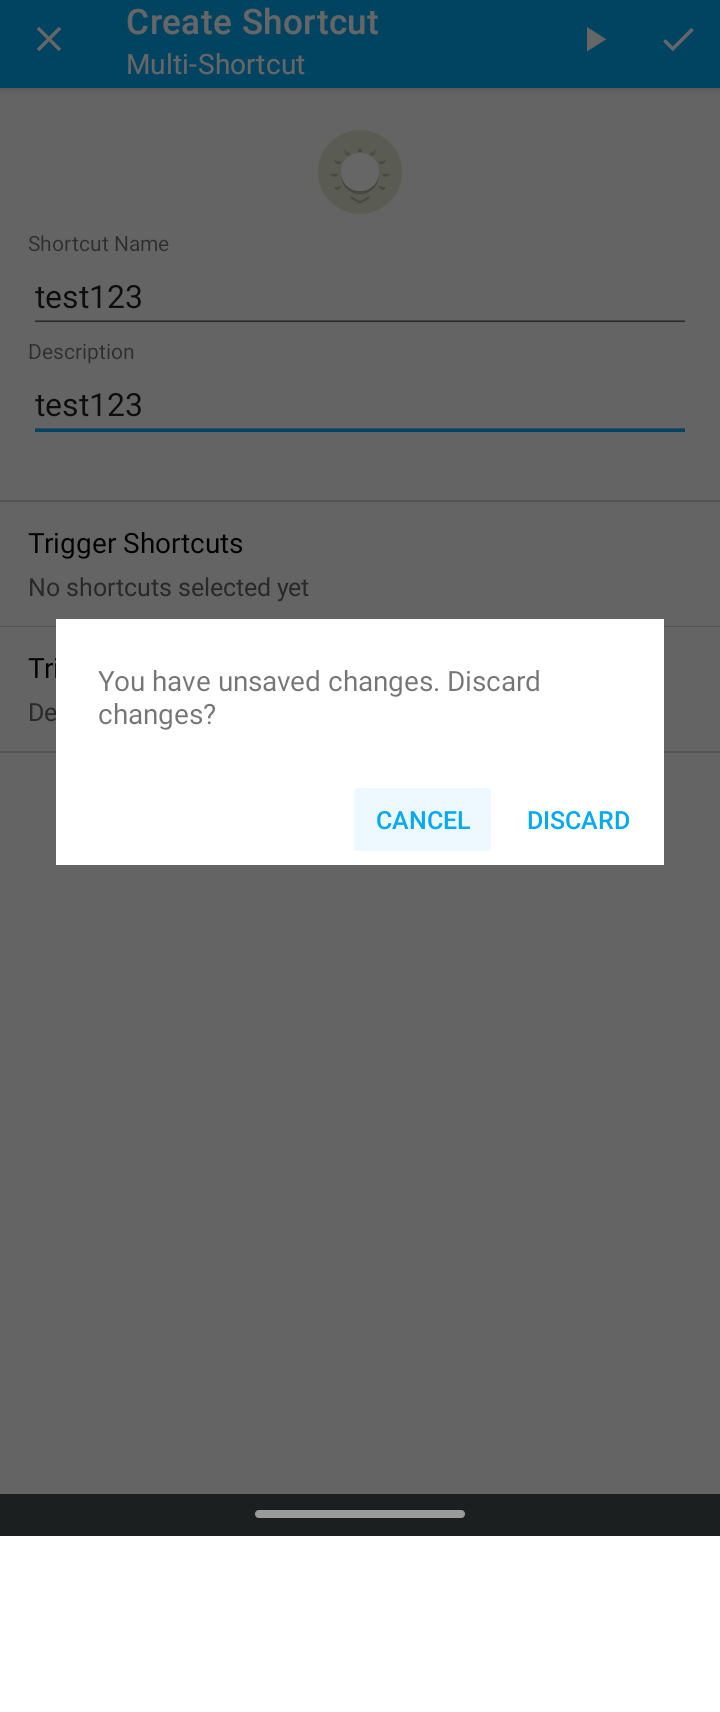 Create Shortcut
Multi-Shortcut
Shortcut Name
test123
Description
test123
Trigger Shortcuts
No shortcuts selected yet
Tri
De
You have unsaved changes. Discard
changes?
CANCEL DISCARD